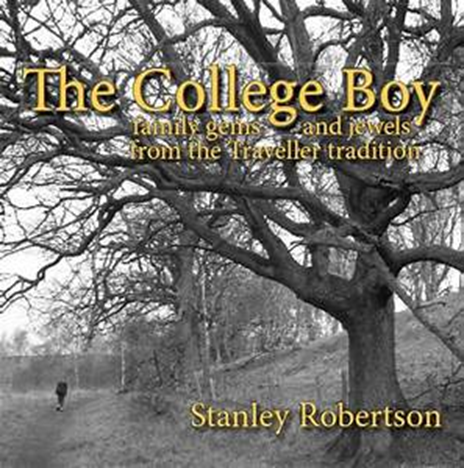 The College Boy
family gems and jewels
from the Traveller tradition
Stanley Robertson